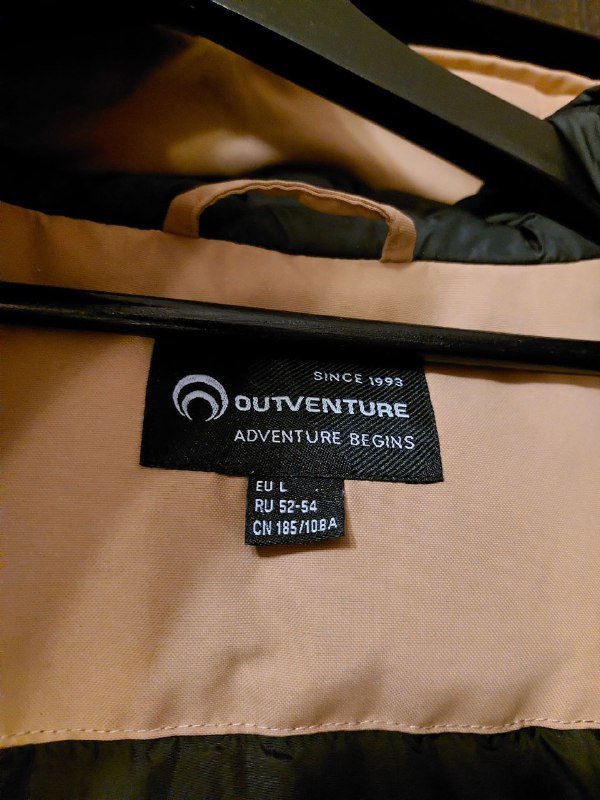 SINCE 1993
OUTVENTURE
ADVENTURE BEGINS
EU L
RU 52-54
CN 185/108A